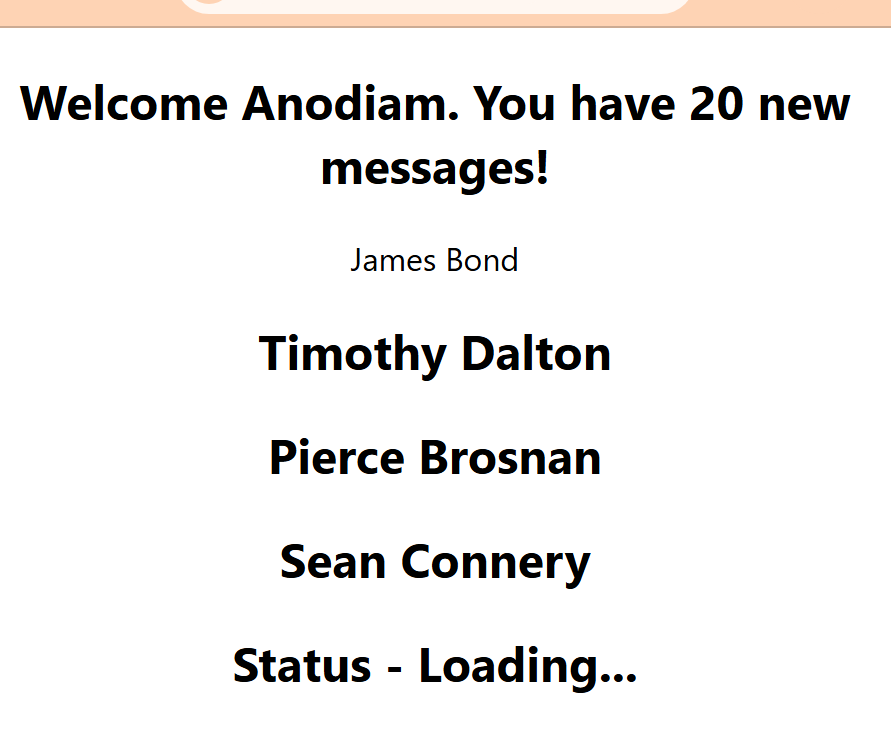 Welcome Anodiam. You have 20 new
messages!
James Bond
Timothy Dalton
Pierce Brosnan
Sean Connery
Status - Loading...